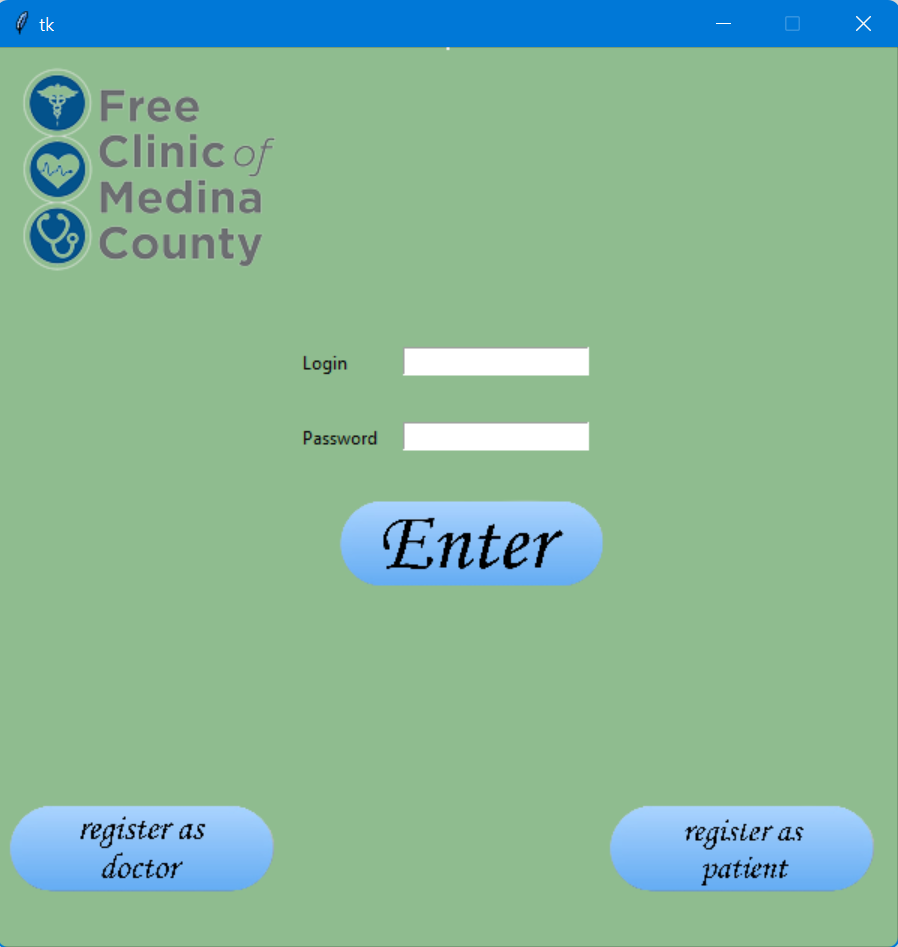 tk
Free
Clinic of
Medina
County
Login
Password
Enter
register as
doctor
register as
patient